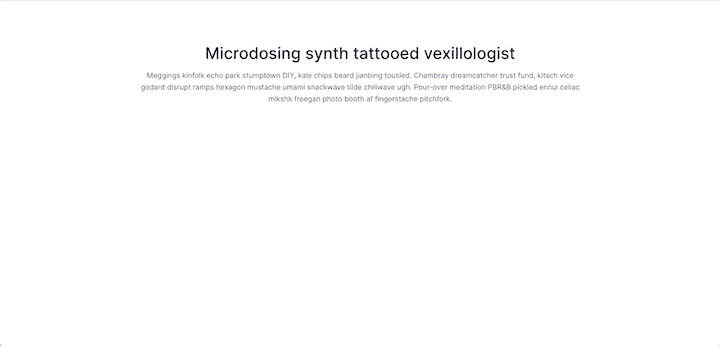 Microdosing synth tattooed vexillologist
Meggings kinfolk echo park stumptown DIY, kale chips beard jianbing tousled. Chambray dreamcatcher trust fund, kitsch vice
godard disrupt ramps hexagon mustache umami snackwave tilde chillwave ugh. Pour-over meditation PBR&B pickled ennui celiac
mlkshk freegan photo booth af fingerstache pitchfork.